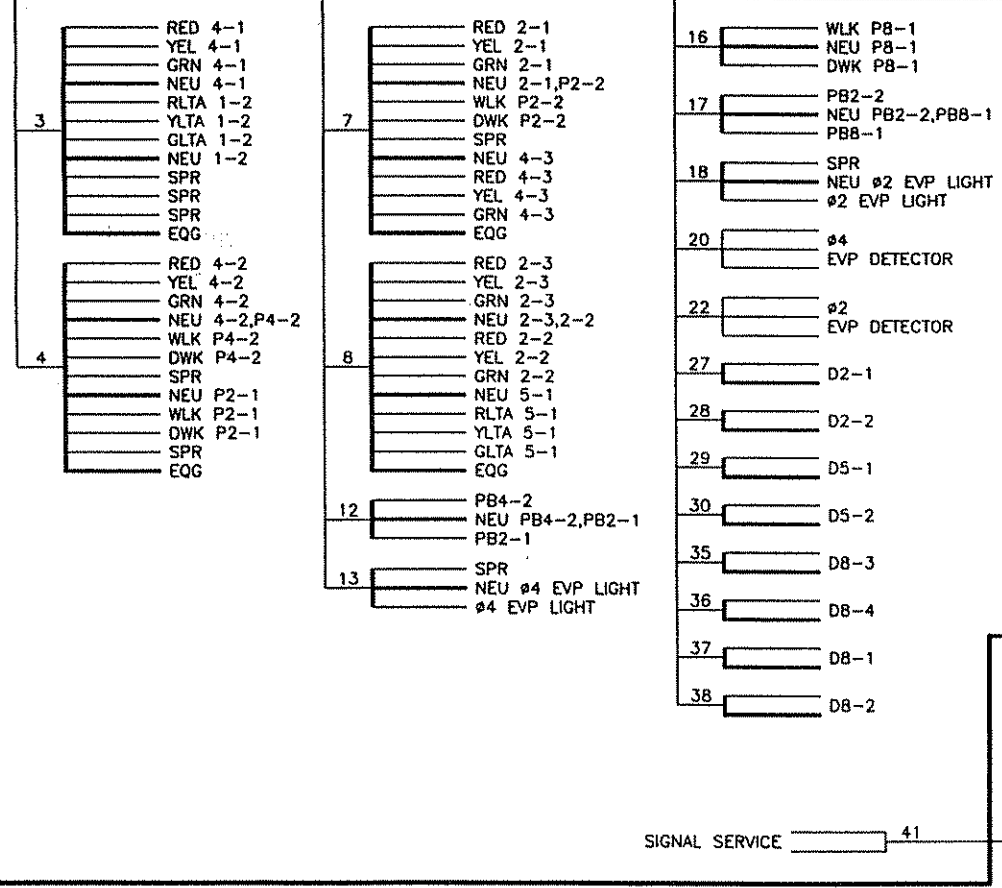 3
RED 4-1
YEL 4-1
GRN 4-1
NEU 4-1
RLTA 1-2
YLTA 1-2
GLTA 1-2
NEU 1-2
SPR
SPR
SPR
EQG
4
RED 4-2
YEL 4-2
GRN 4-2
NEU 4-2,P4-2
WLK P4-2
DWK P4-2
SPR
NEU P2-1
WLK P2-1
DWK P2-1
SPR
EQG
7
RED 2-1
YEL 2-1
GRN 2-1
NEU 2-1,P2-2
WLK P2-2
DWK P2-2
SPR
NEU 4-3
RED 4-3
YEL 4-3
GRN 4-3
EQG
8
RED 2-3
YEL 2-3
GRN 2-3
NEU 2-3,2-2
RED 2-2
YEL 2-2
GRN 2-2
NEU 5-1
RLTA 5-1
YLTA 5-1
GLTA 5-1
EQG
12
PB4-2
NEU PB4-2,PB2-1
PB2-1
13
SPR
NEU ø4 EVP LIGHT
ø4 EVP LIGHT
16
WLK P8-1
NEU P8-1
DWK P8-1
17
PB2-2
NEU PB2-2,PB8-1
PB8-1
18
SPR
NEU ø2 EVP LIGHT
ø2 EVP LIGHT
20
ø4
EVP DETECTOR
22
ø2
EVP DETECTOR
27 D2-1
28 D2-2
29 D5-1
30 D5-2
35 D8-3
36 D8-4
37 D8-1
38 D8-2
SIGNAL SERVICE 41